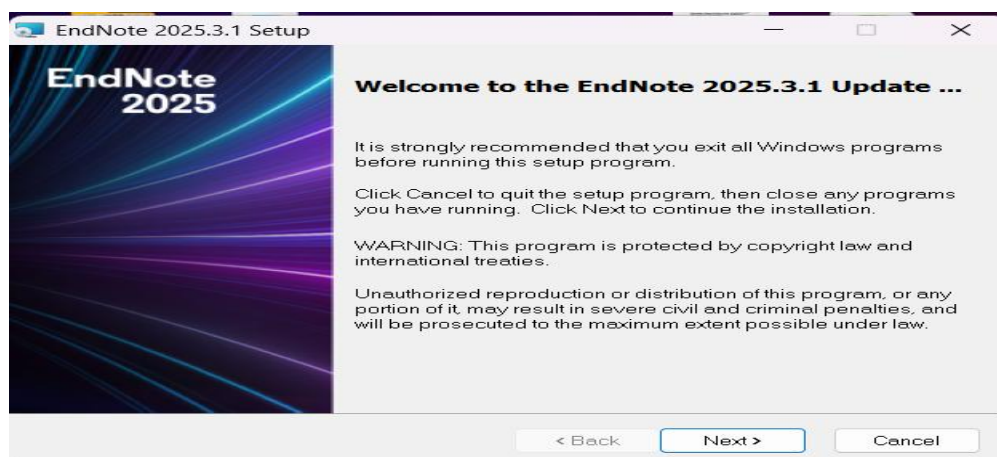 EndNote 2025.3.1 Setup
EndNote
2025
Welcome to the EndNote 2025.3.1 Update ...
It is strongly recommended that you exit all Windows programs
before running this setup program.
Click Cancel to quit the setup program, then close any programs
you have running. Click Next to continue the installation.
WARNING: This program is protected by copyright law and
international treaties.
Unauthorized reproduction or distribution of this program, or any
portion of it, may result in severe civil and criminal penalties, and
will be prosecuted to the maximum extent possible under law.
< Back Next > Cancel